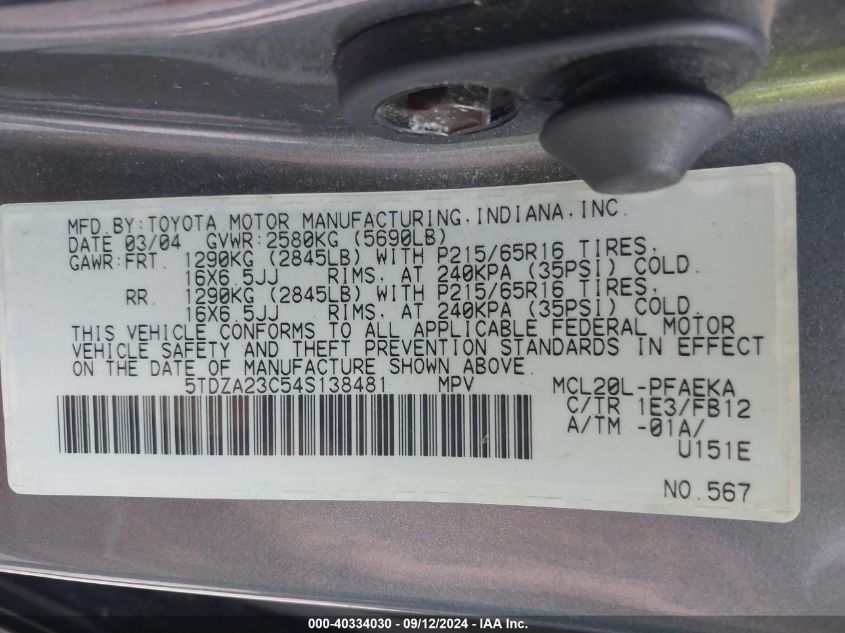 MFD.BY:TOYOTA MOTOR MANUFACTURING,INDIANA,INC.
DATE 03/04 GVWR:2580KG (5690LB)
GAWR:FRT. 1290KG (2845LB) WITH P215/65R16 TIRES,
16X6.5JJ RIMS, AT 240KPA (35PSI) COLD.
RR. 1290KG (2845LB) WITH P215/65R16 TIRES,
16X6.5JJ RIMS, AT 240KPA (35PSI) COLD.
THIS VEHICLE CONFORMS TO ALL APPLICABLE FEDERAL MOTOR
VEHICLE SAFETY AND THEFT PREVENTION STANDARDS IN EFFECT
ON THE DATE OF MANUFACTURE SHOWN ABOVE.
5TDZA23C54S138481 MPV MCL20L-PFAEKA
C/TR 1E3/FB12
A/TM -01A/
U151E
NO.567
000-40334030 - 09/12/2024 - IAA Inc.